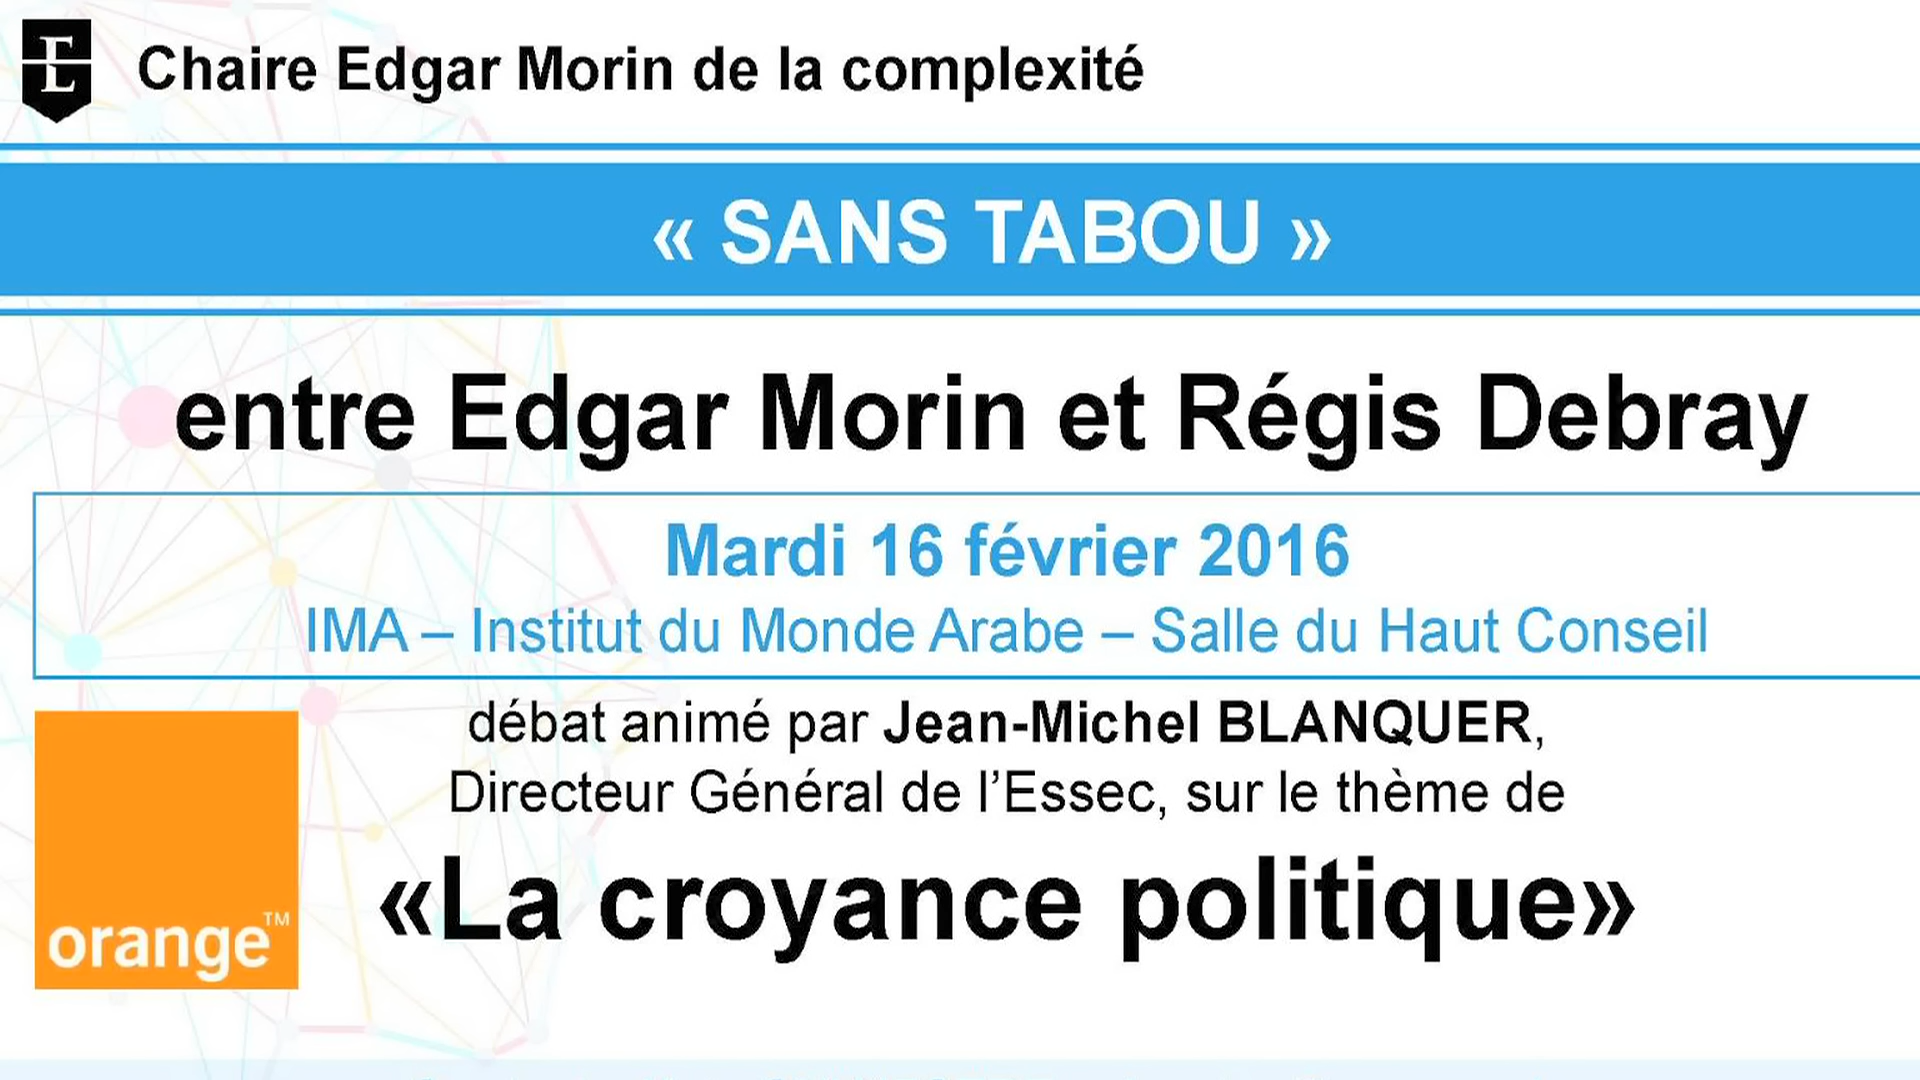 E
L
Chaire Edgar Morin de la complexité
« SANS TABOU »
entre Edgar Morin et Régis Debray
Mardi 16 février 2016
IMA – Institut du Monde Arabe – Salle du Haut Conseil
débat animé par Jean-Michel BLANQUER,
Directeur Général de l’Essec, sur le thème de
«La croyance politique»
orange™